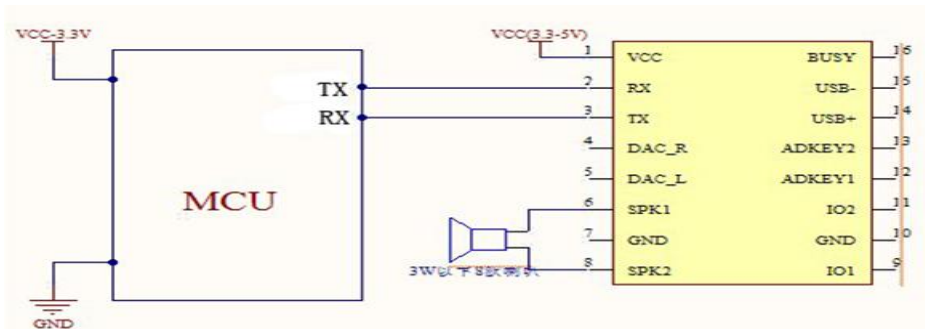 VCC-3.3V
VCC(3.3-5V)
MCU
TX
RX
GND
1 VCC
2 RX
3 TX
4 DAC_R
5 DAC_L
6 SPK1
7 GND
8 SPK2
BUSY 16
USB- 15
USB+ 14
ADKEY2 13
ADKEY1 12
IO2 11
GND 10
IO1 9
3W以下8欧喇叭